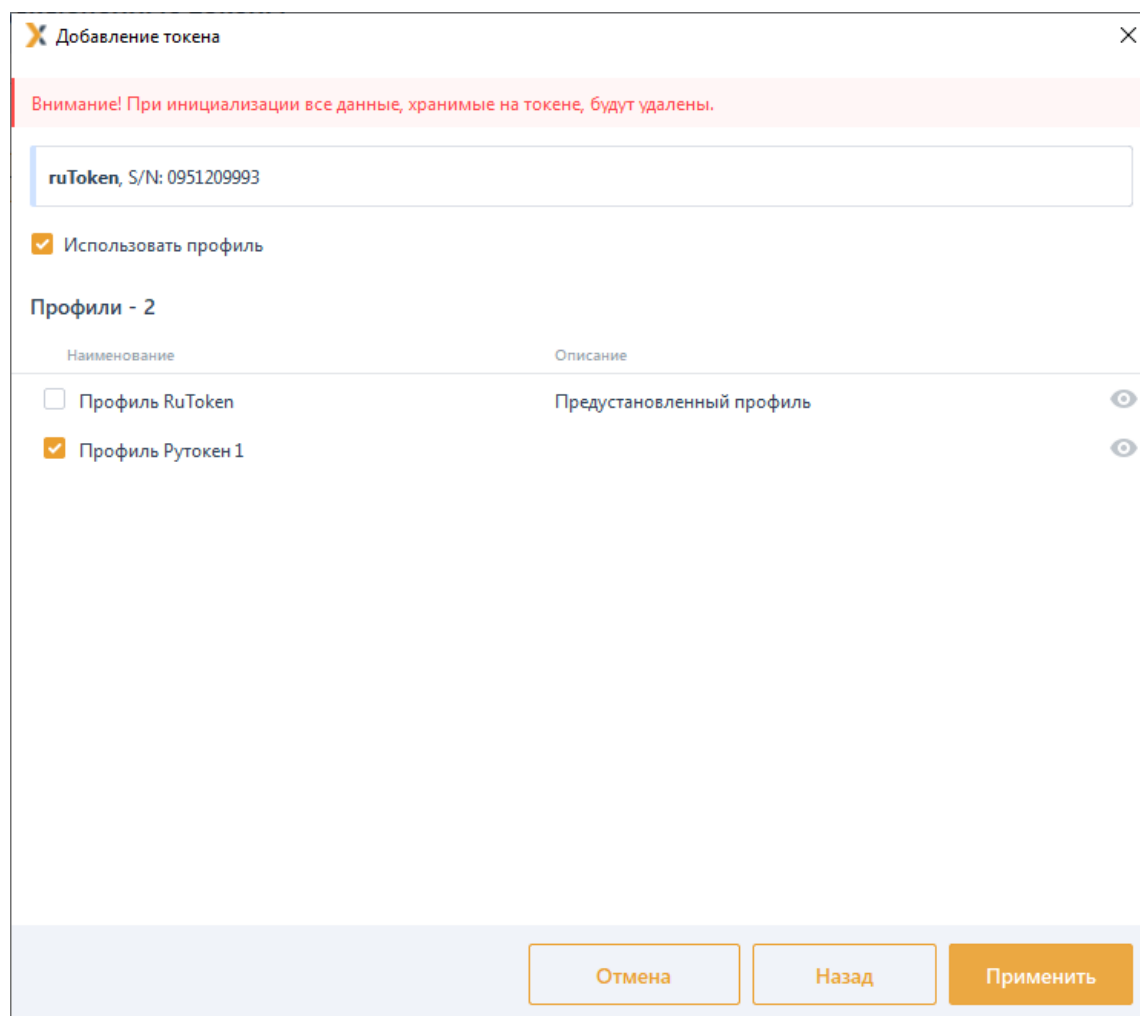 Добавление токена
Внимание! При инициализации все данные, хранимые на токене, будут удалены.
ruToken, S/N: 0951209993
Использовать профиль
Профили - 2
Наименование Описание
Профиль RuToken Предустановленный профиль
Профиль Рутокен 1
Отмена Назад Применить